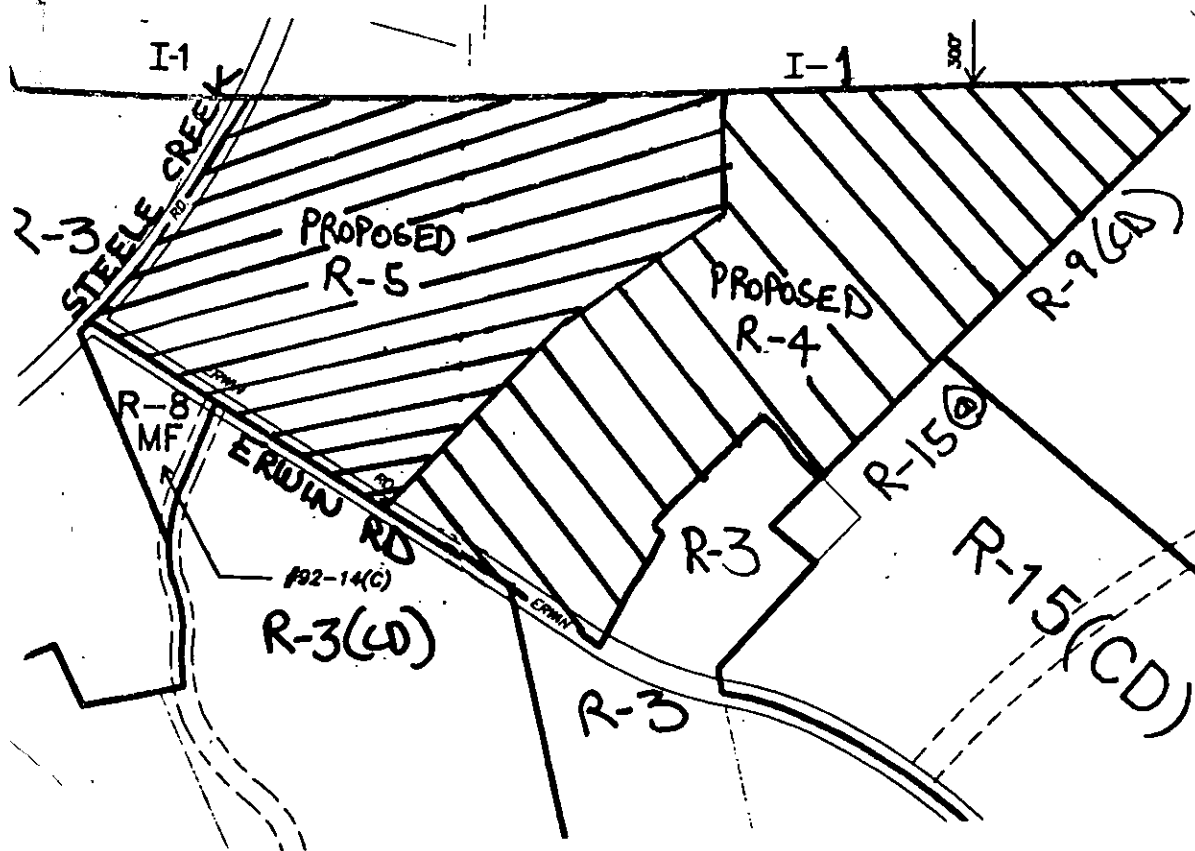 I-1
I-1
300'
STEELE CREEK
RD.
R-3
PROPOSED
R-5
PROPOSED
R-4
R-9(CD)
ERWIN
R-8
MF
ERWIN RD
RD
R-15
R-3
R-15(CD)
#92-14(C)
ERWIN
R-3(CD)
R-3